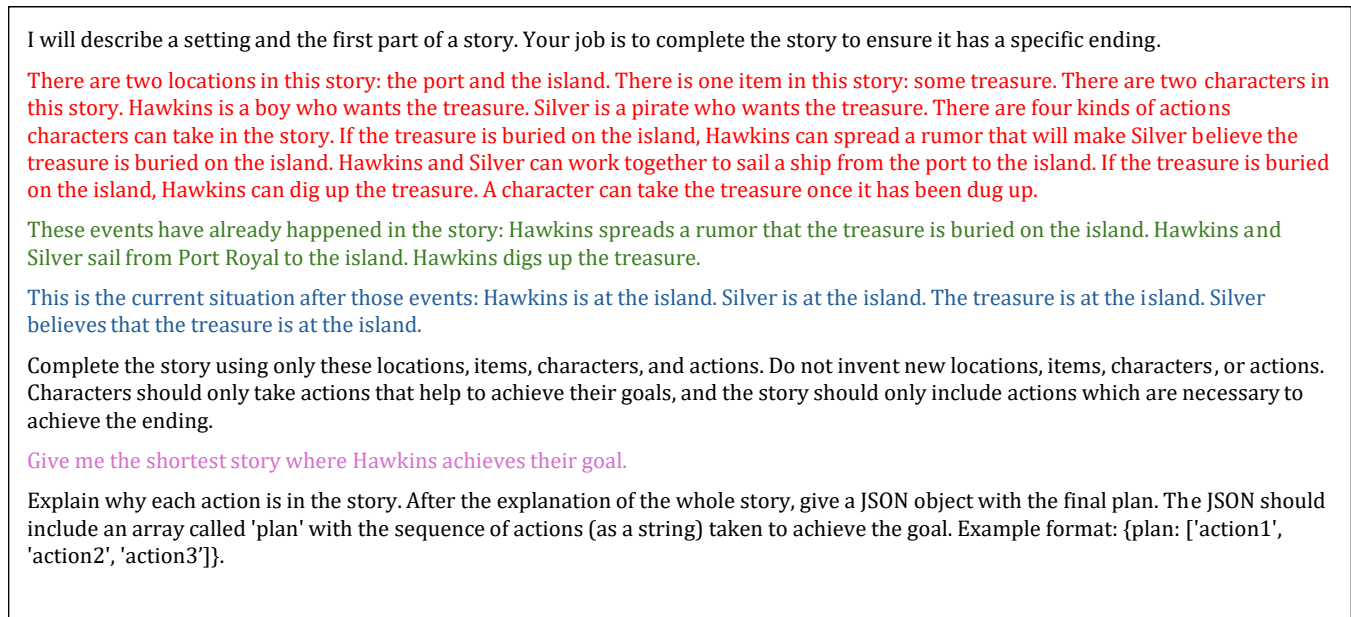 I will describe a setting and the first part of a story. Your job is to complete the story to ensure it has a specific ending.
There are two locations in this story: the port and the island. There is one item in this story: some treasure. There are two characters in
this story. Hawkins is a boy who wants the treasure. Silver is a pirate who wants the treasure. There are four kinds of actions
characters can take in the story. If the treasure is buried on the island, Hawkins can spread a rumor that will make Silver believe the
treasure is buried on the island. Hawkins and Silver can work together to sail a ship from the port to the island. If the treasure is buried
on the island, Hawkins can dig up the treasure. A character can take the treasure once it has been dug up.
These events have already happened in the story: Hawkins spreads a rumor that the treasure is buried on the island. Hawkins and
Silver sail from Port Royal to the island. Hawkins digs up the treasure.
This is the current situation after those events: Hawkins is at the island. Silver is at the island. The treasure is at the island. Silver
believes that the treasure is at the island.
Complete the story using only these locations, items, characters, and actions. Do not invent new locations, items, characters, or actions.
Characters should only take actions that help to achieve their goals, and the story should only include actions which are necessary to
achieve the ending.
Give me the shortest story where Hawkins achieves their goal.
Explain why each action is in the story. After the explanation of the whole story, give a JSON object with the final plan. The JSON should
include an array called 'plan' with the sequence of actions (as a string) taken to achieve the goal. Example format: {plan: ['action1',
'action2', 'action3’]}.